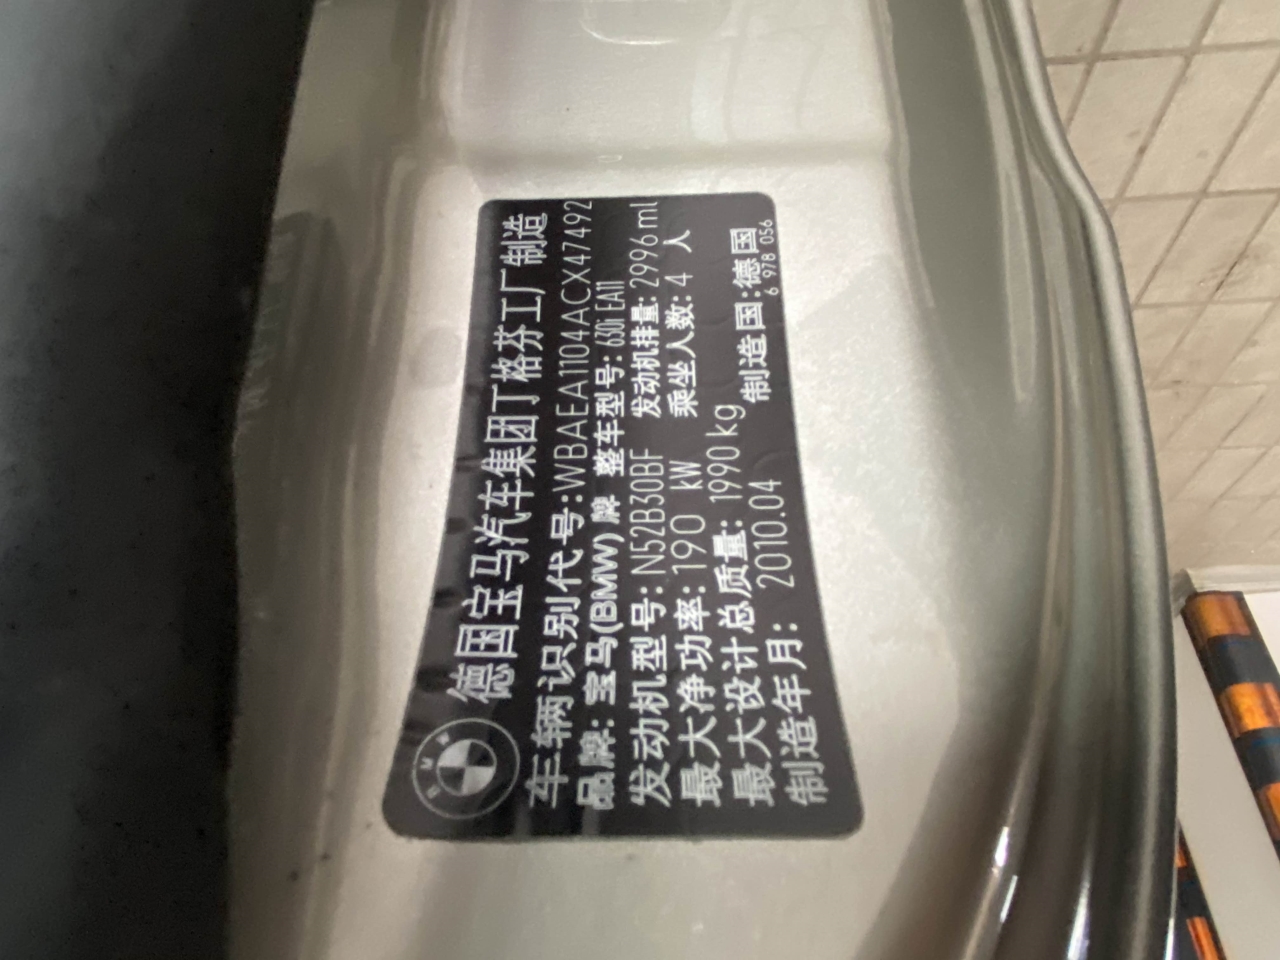 BMW
德国宝马汽车集团丁格芬工厂制造
车辆识别代号:WBAEA1104ACX47492
品牌: 宝马(BMW)牌 整车型号: 630i EA11
发动机型号: N52B30BF 发动机排量: 2996ml
最大净功率: 190 kW 乘坐人数: 4 人
最大设计总质量: 1990kg
制造年月: 2010.04 制造国:德国
6 978 056